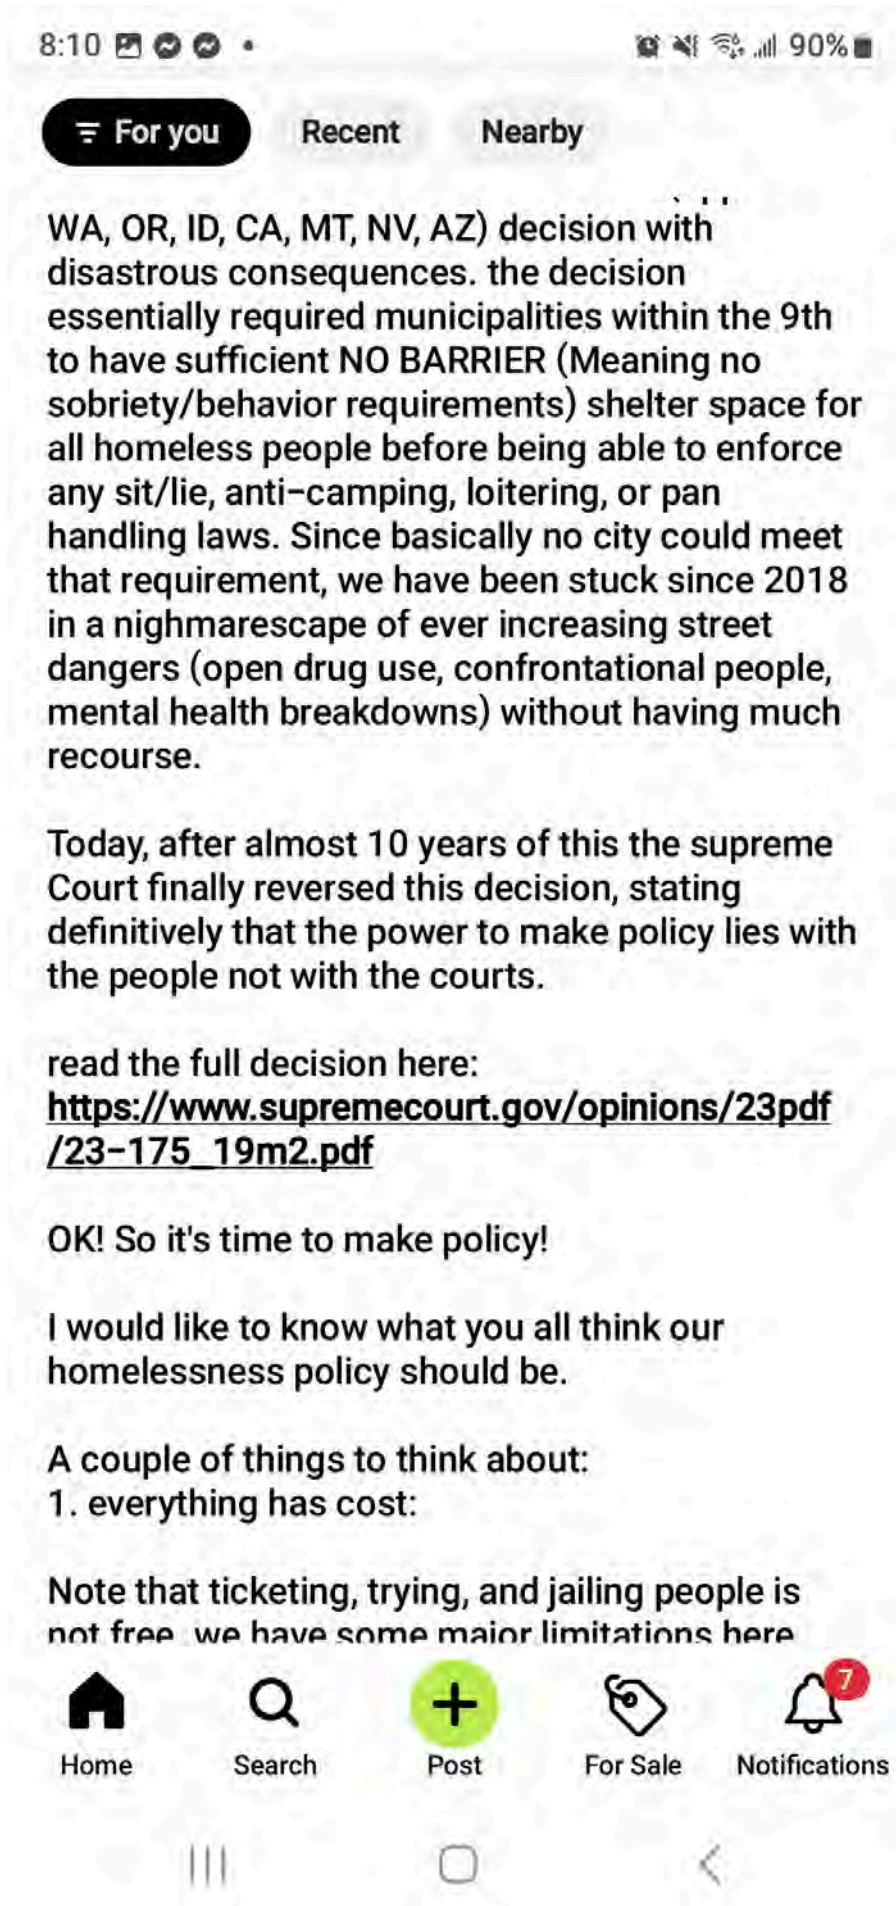 8:10 90%
For you Recent Nearby
WA, OR, ID, CA, MT, NV, AZ) decision with
disastrous consequences. the decision
essentially required municipalities within the 9th
to have sufficient NO BARRIER (Meaning no
sobriety/behavior requirements) shelter space for
all homeless people before being able to enforce
any sit/lie, anti-camping, loitering, or pan
handling laws. Since basically no city could meet
that requirement, we have been stuck since 2018
in a nighmarescape of ever increasing street
dangers (open drug use, confrontational people,
mental health breakdowns) without having much
recourse.
Today, after almost 10 years of this the supreme
Court finally reversed this decision, stating
definitively that the power to make policy lies with
the people not with the courts.
read the full decision here:
https://www.supremecourt.gov/opinions/23pdf
/23-175_19m2.pdf
OK! So it's time to make policy!
I would like to know what you all think our
homelessness policy should be.
A couple of things to think about:
1. everything has cost:
Note that ticketing, trying, and jailing people is
not free. we have some major limitations here
7
Home Search Post For Sale Notifications